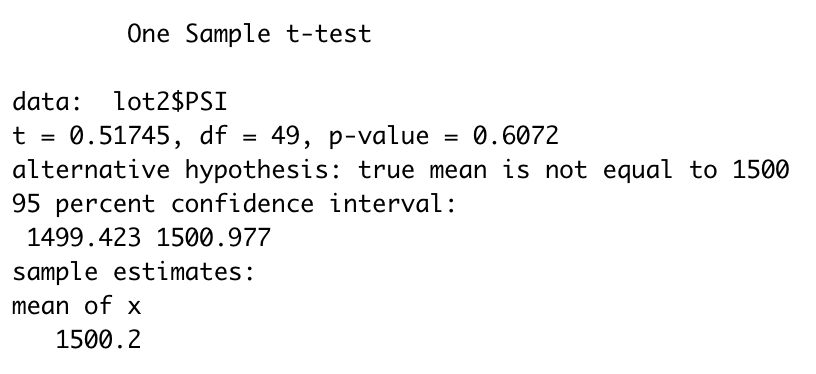 One Sample t-test
data:  lot2$PSI
t = 0.51745, df = 49, p-value = 0.6072
alternative hypothesis: true mean is not equal to 1500
95 percent confidence interval:
1499.423 1500.977
sample estimates:
mean of x
1500.2